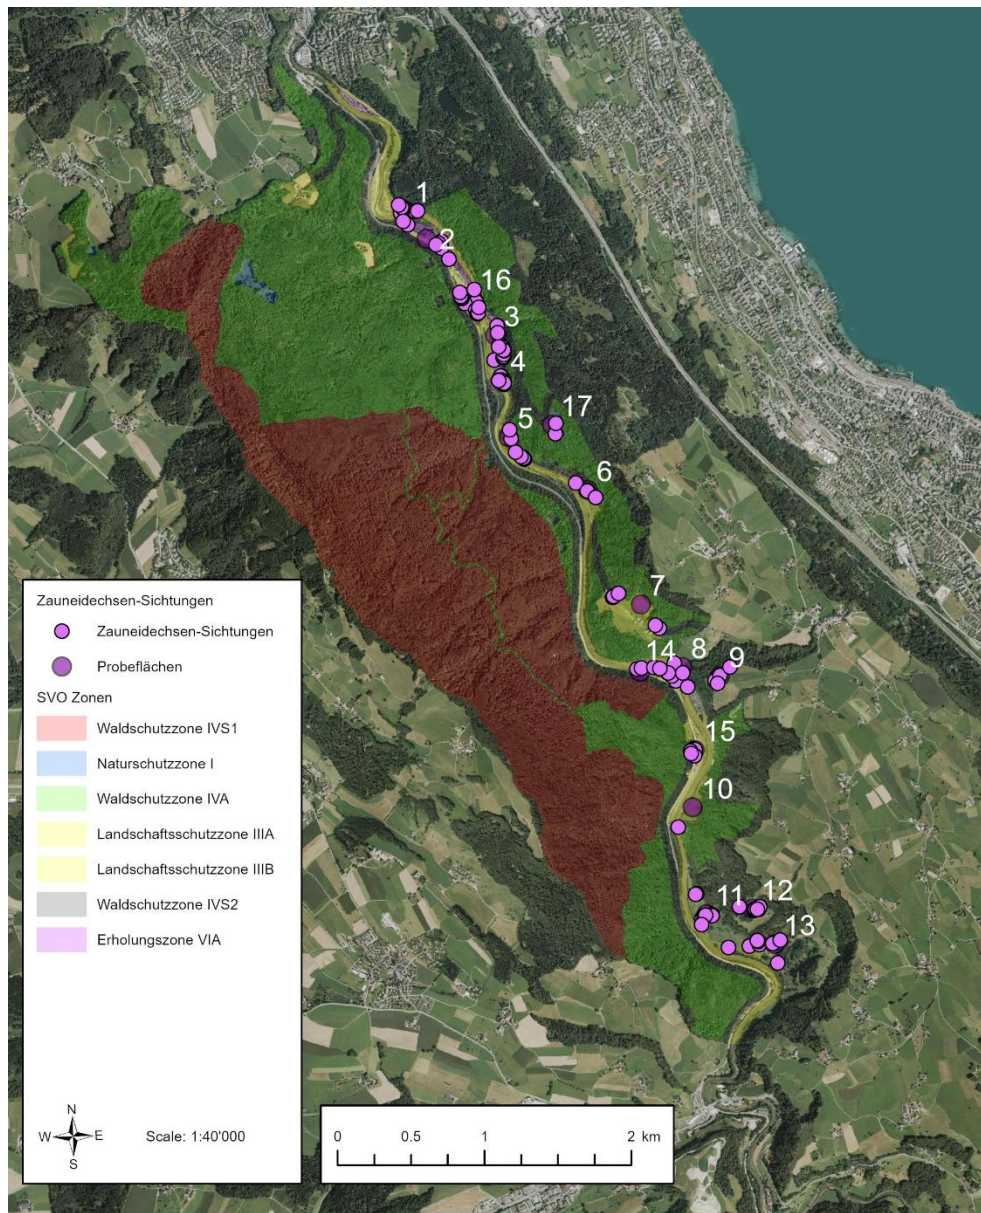 1
2
16
3
4
17
5
6
7
14
8
9
15
10
11
12
13
Zauneidechsen-Sichtungen
Zauneidechsen-Sichtungen
Probeflächen
SVO Zonen
Waldschutzzone IVS1
Naturschutzzone I
Waldschutzzone IVA
Landschaftsschutzzone IIIA
Landschaftsschutzzone IIIB
Waldschutzzone IVS2
Erholungszone VIA
N
W
E
S
Scale: 1:40'000
0 0.5 1 2 km